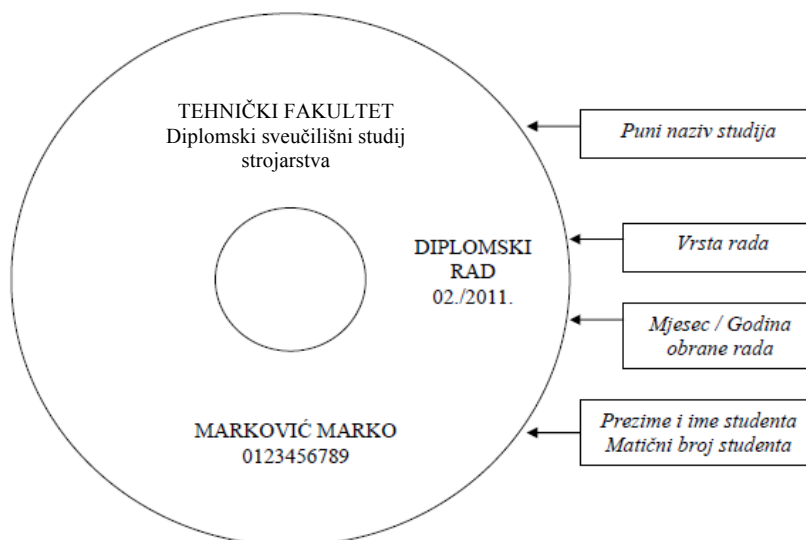 TEHNIČKI FAKULTET
Diplomski sveučilišni studij
strojarstva
DIPLOMSKI
RAD
02./2011.
MARKOVIĆ MARKO
0123456789
Puni naziv studija
Vrsta rada
Mjesec / Godina
obrane rada
Prezime i ime studenta
Matični broj studenta